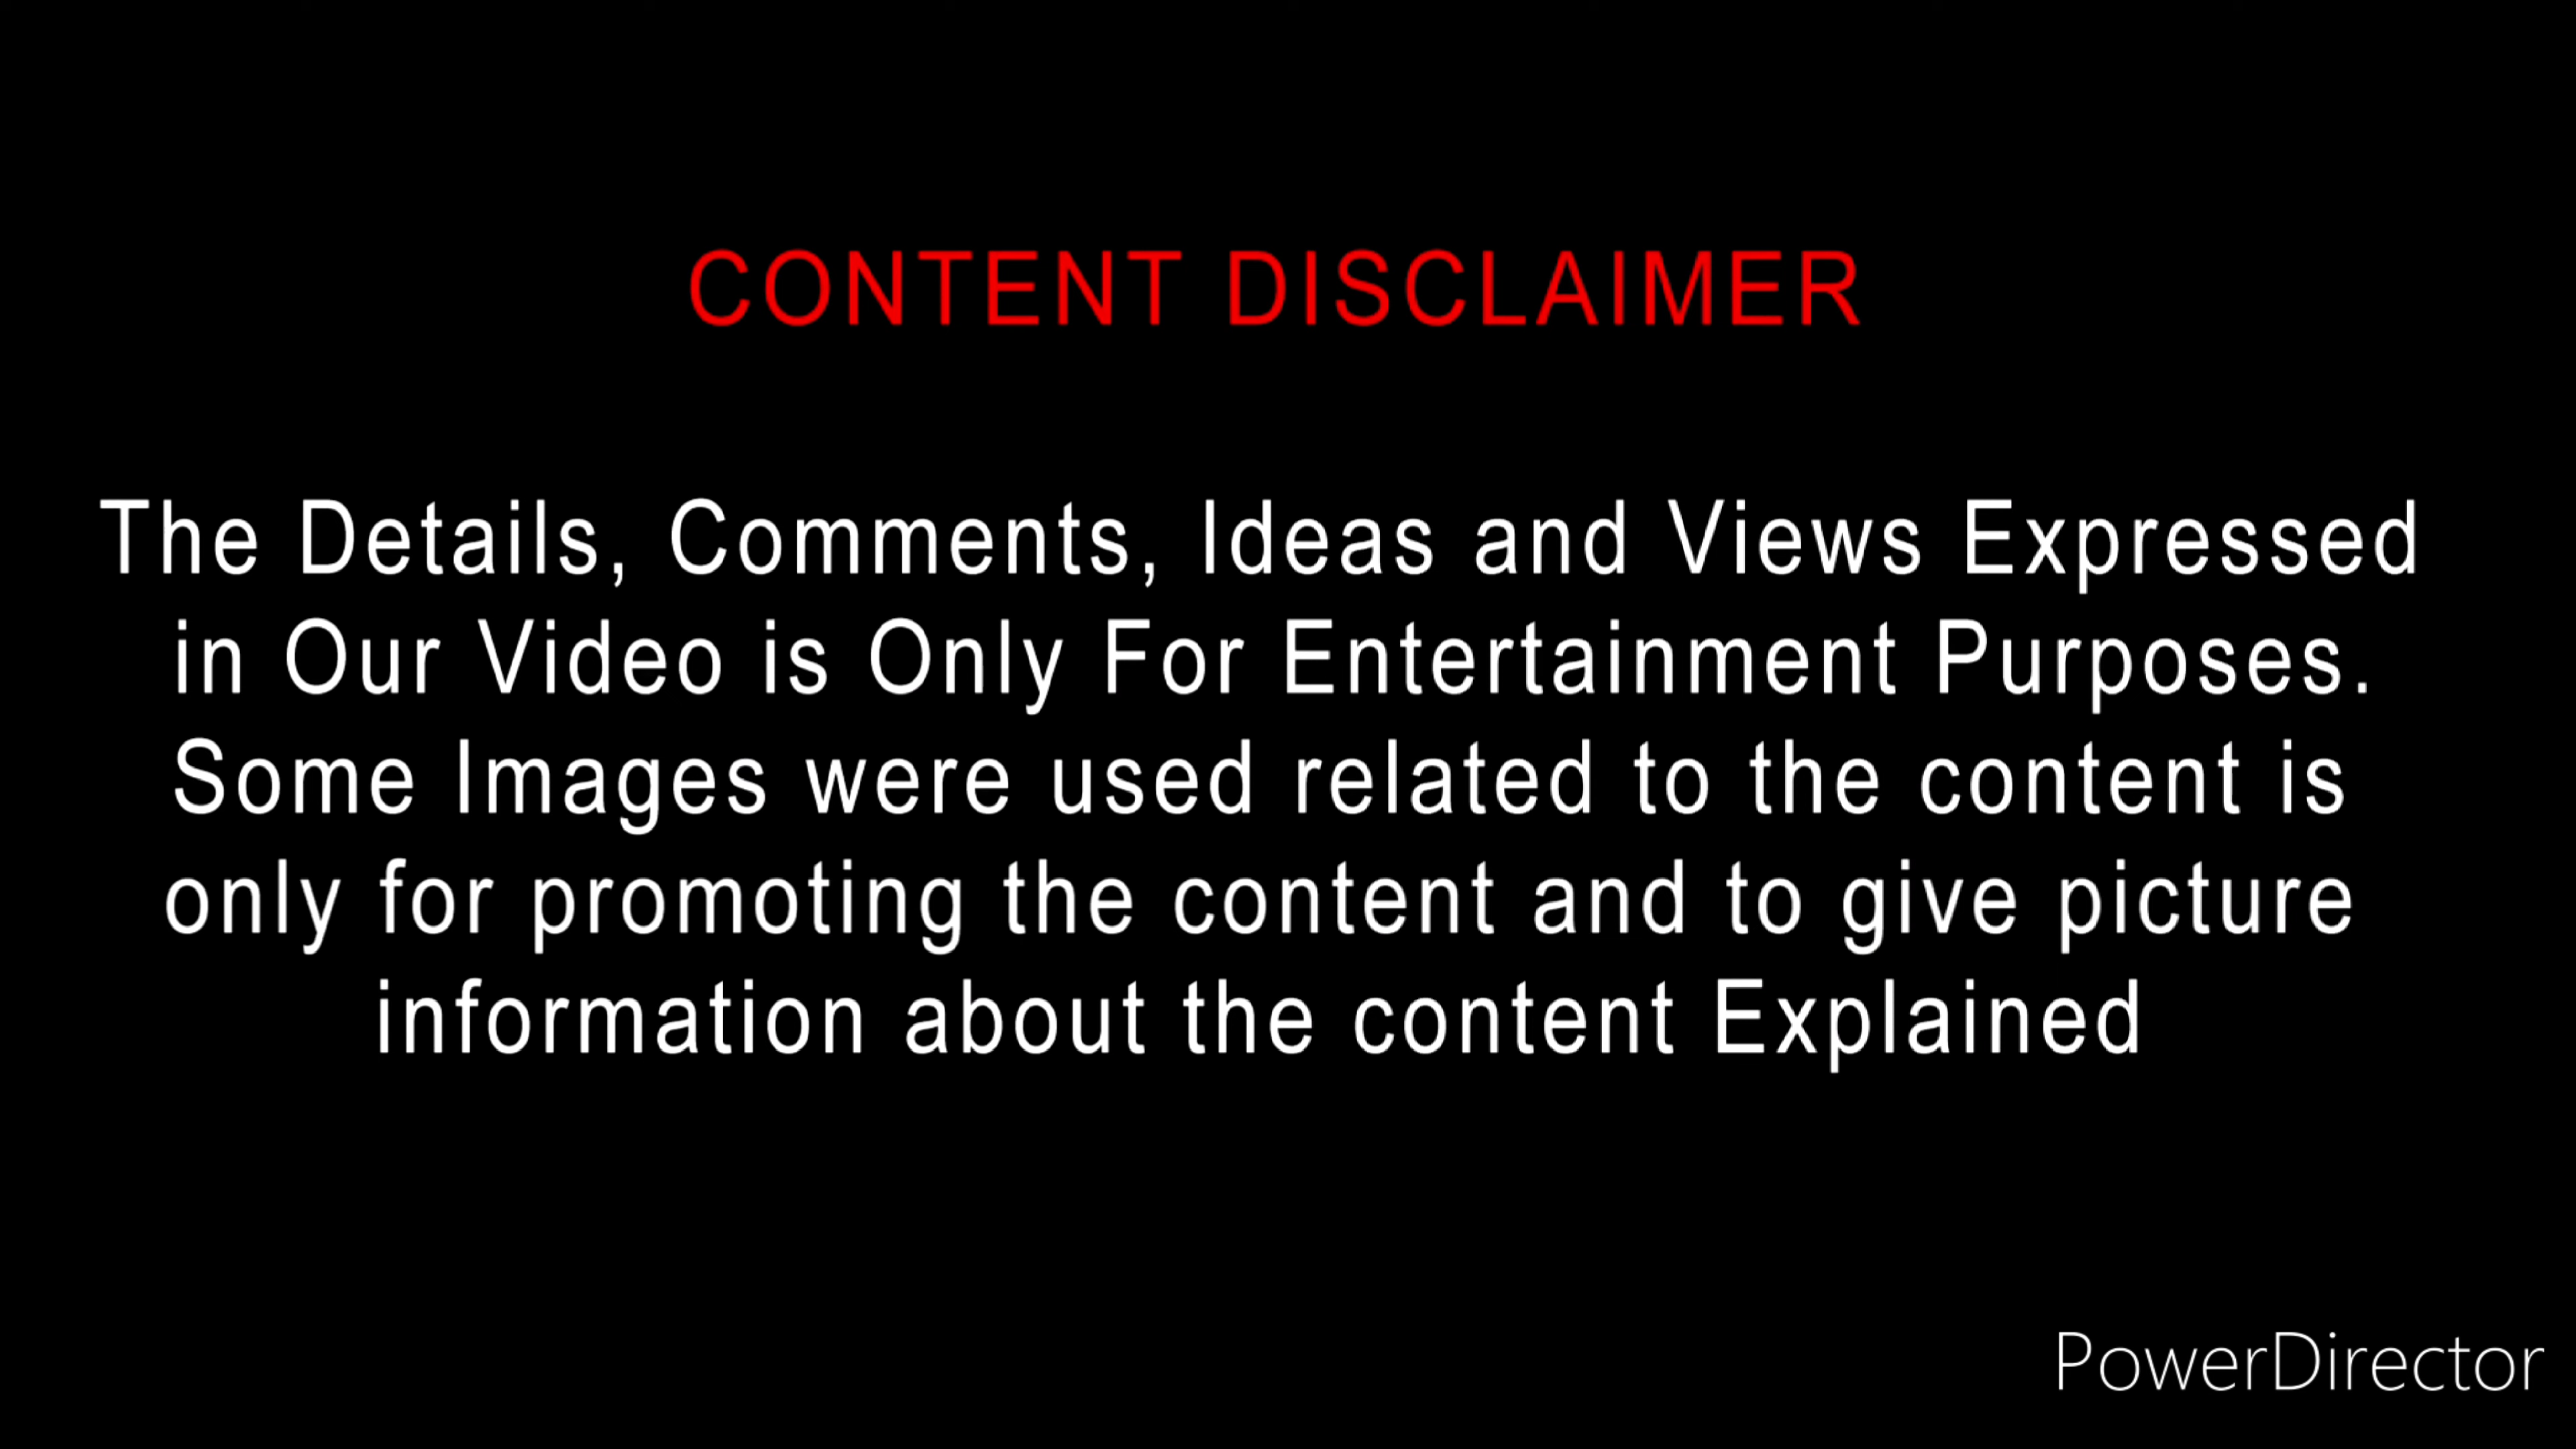 CONTENT DISCLAIMER
The Details, Comments, Ideas and Views Expressed
in Our Video is Only For Entertainment Purposes.
Some Images were used related to the content is
only for promoting the content and to give picture
information about the content Explained
PowerDirector